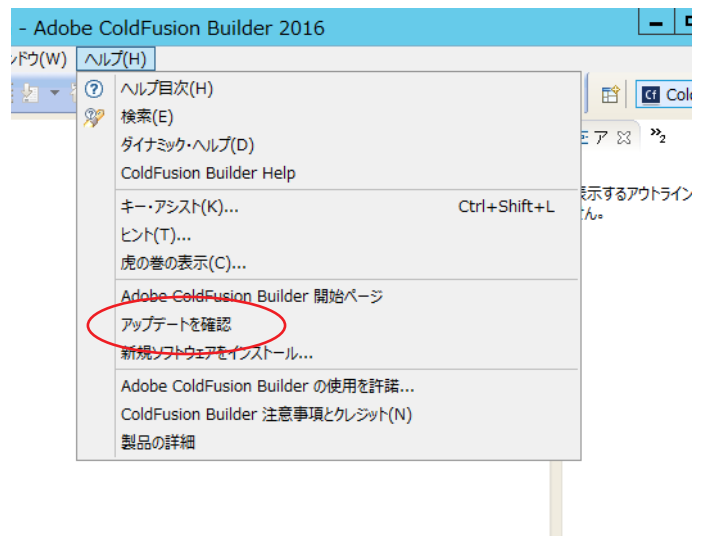 - Adobe ColdFusion Builder 2016
ンドウ(W) ヘルプ(H)
ヘルプ目次(H)
検索(E)
ダイナミック・ヘルプ(D)
ColdFusion Builder Help
キー・アシスト(K)... Ctrl+Shift+L
ヒント(T)...
虎の巻の表示(C)...
Adobe ColdFusion Builder 開始ページ
アップデートを確認
新規ソフトウェアをインストール...
Adobe ColdFusion Builder の使用を許諾...
ColdFusion Builder 注意事項とクレジット(N)
製品の詳細
Cf Col
ア »2
表示するアウトライン
ん。